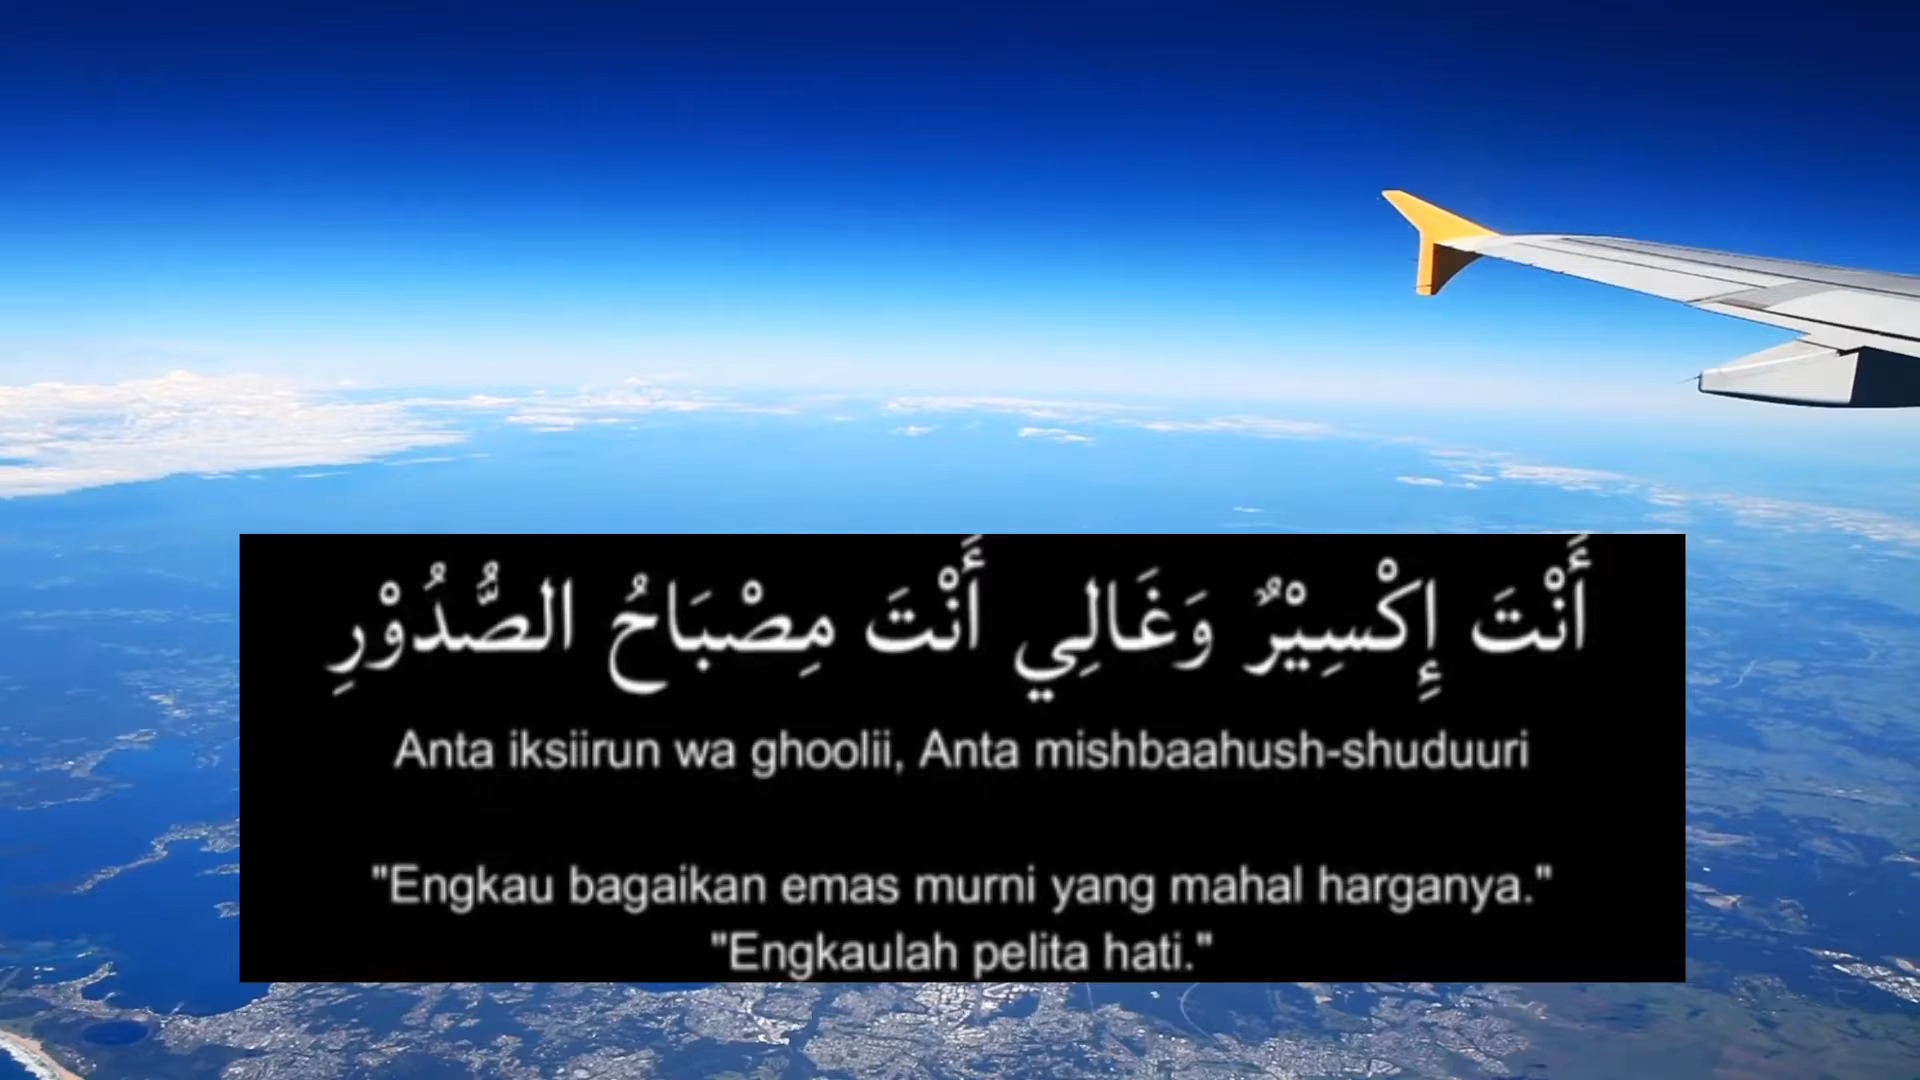 أَنْتَ إِكْسِيْرٌ وَغَالِي أَنْتَ مِصْبَاحُ الصُّدُوْرِ
Anta iksiirun wa ghoolii, Anta mishbaahush-shuduuri
"Engkau bagaikan emas murni yang mahal harganya."
"Engkaulah pelita hati."